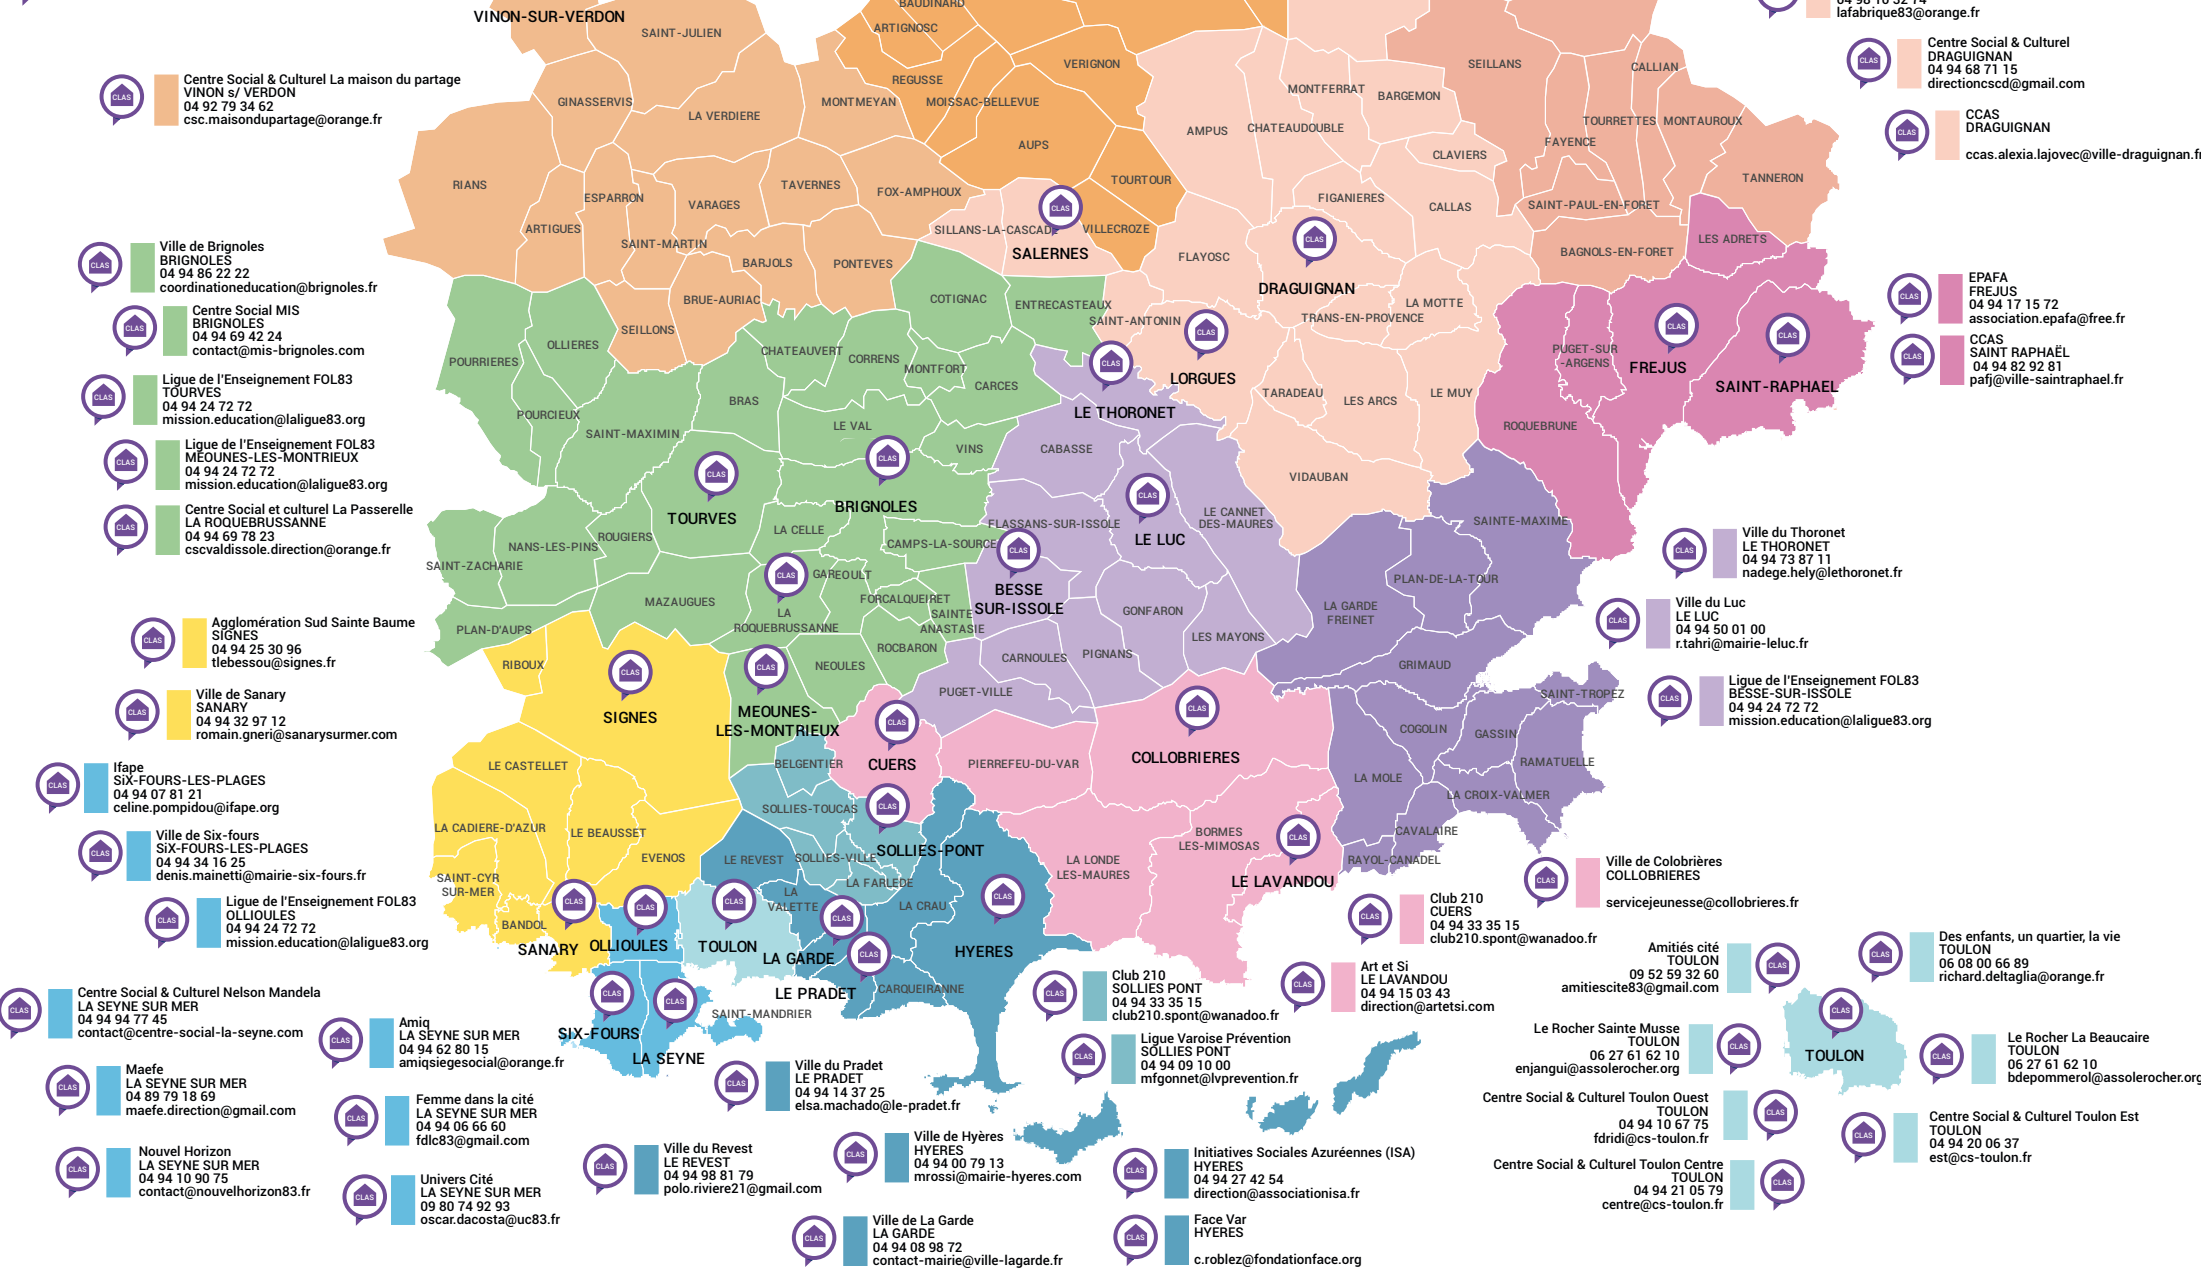 04 98 10 32 74
lafabrique83@orange.fr
Centre Social & Culturel
DRAGUIGNAN
04 94 68 71 15
directioncscd@gmail.com
CCAS
DRAGUIGNAN
ccas.alexia.lajovec@ville-draguignan.fr
EPAFA
FREJUS
04 94 17 15 72
association.epafa@free.fr
CCAS
SAINT RAPHAËL
04 94 82 92 81
pafj@ville-saintraphael.fr
Ville du Thoronet
LE THORONET
04 94 73 87 11
nadege.hely@lethoronet.fr
Ville du Luc
LE LUC
04 94 50 01 00
r.tahri@mairie-leluc.fr
Ligue de l'Enseignement FOL83
BESSE-SUR-ISSOLE
04 94 24 72 72
mission.education@laligue83.org
Ville de Colobrières
COLLOBRIERES
servicejeunesse@collobrieres.fr
Club 210
CUERS
04 94 33 35 15
club210.spont@wanadoo.fr
Art et Si
LE LAVANDOU
04 94 15 03 43
direction@artetsi.com
Amitiés cité
TOULON
09 52 59 32 60
amitiescite83@gmail.com
Des enfants, un quartier, la vie
TOULON
06 08 00 66 89
richard.deltaglia@orange.fr
Le Rocher Sainte Musse
TOULON
06 27 61 62 10
enjangui@assolerocher.org
Le Rocher La Beaucaire
TOULON
06 27 61 62 10
bdepommerol@assolerocher.org
Centre Social & Culturel Toulon Ouest
TOULON
04 94 10 67 75
fdridi@cs-toulon.fr
Centre Social & Culturel Toulon Est
TOULON
04 94 20 06 37
est@cs-toulon.fr
Centre Social & Culturel Toulon Centre
TOULON
04 94 21 05 79
centre@cs-toulon.fr
Centre Social & Culturel La maison du partage
VINON s/ VERDON
04 92 79 34 62
csc.maisondupartage@orange.fr
Ville de Brignoles
BRIGNOLES
04 94 86 22 22
coordinationeducation@brignoles.fr
Centre Social MIS
BRIGNOLES
04 94 69 42 24
contact@mis-brignoles.com
Ligue de l'Enseignement FOL83
TOURVES
04 94 24 72 72
mission.education@laligue83.org
Ligue de l'Enseignement FOL83
MEOUNES-LES-MONTRIEUX
04 94 24 72 72
mission.education@laligue83.org
Centre Social et culturel La Passerelle
LA ROQUEBRUSSANNE
04 94 69 78 23
cscvaldissole.direction@orange.fr
Agglomération Sud Sainte Baume
SIGNES
04 94 25 30 96
tlebessou@signes.fr
Ville de Sanary
SANARY
04 94 32 97 12
romain.gneri@sanarysurmer.com
Ifape
SiX-FOURS-LES-PLAGES
04 94 07 81 21
celine.pompidou@ifape.org
Ville de Six-fours
SiX-FOURS-LES-PLAGES
04 94 34 16 25
denis.mainetti@mairie-six-fours.fr
Ligue de l'Enseignement FOL83
OLLIOULES
04 94 24 72 72
mission.education@laligue83.org
Centre Social & Culturel Nelson Mandela
LA SEYNE SUR MER
04 94 94 77 45
contact@centre-social-la-seyne.com
Amiq
LA SEYNE SUR MER
04 94 62 80 15
amiqsiegesocial@orange.fr
Maefe
LA SEYNE SUR MER
04 89 79 18 69
maefe.direction@gmail.com
Femme dans la cité
LA SEYNE SUR MER
04 94 06 66 60
fdlc83@gmail.com
Nouvel Horizon
LA SEYNE SUR MER
04 94 10 90 75
contact@nouvelhorizon83.fr
Univers Cité
LA SEYNE SUR MER
09 80 74 92 93
oscar.dacosta@uc83.fr
Ville du Pradet
LE PRADET
04 94 14 37 25
elsa.machado@le-pradet.fr
Ville du Revest
LE REVEST
04 94 98 81 79
polo.riviere21@gmail.com
Ville de Hyères
HYERES
04 94 00 79 13
mrossi@mairie-hyeres.com
Ville de La Garde
LA GARDE
04 94 08 98 72
contact-mairie@ville-lagarde.fr
Club 210
SOLLIES PONT
04 94 33 35 15
club210.spont@wanadoo.fr
Ligue Varoise Prévention
SOLLIES PONT
04 94 09 10 00
mfgonnet@lvprevention.fr
Initiatives Sociales Azuréennes (ISA)
HYERES
04 94 27 42 54
direction@associationisa.fr
Face Var
HYERES
c.roblez@fondationface.org
VINON-SUR-VERDON
SAINT-JULIEN
BAUDINARD
ARTIGNOSC
VERIGNON
REGUSSE
MOISSAC-BELLEVUE
MONTMEYAN
GINASSERVIS
LA VERDIERE
AUPS
TOURTOUR
RIANS
ESPARRON
VARAGES
TAVERNES
FOX-AMPHOUX
ARTIGUES
SAINT-MARTIN
BARJOLS
PONTEVES
BRUE-AURIAC
SEILLONS
SILLANS-LA-CASCADE
VILLECROZE
SALERNES
AMPUS
CHATEAUDOUBLE
MONTFERRAT
BARGEMON
CLAVIERS
FIGANIERES
CALLAS
FLAYOSC
DRAGUIGNAN
LA MOTTE
TRANS-EN-PROVENCE
SAINT-ANTONIN
LORGUES
TARADEAU
LES ARCS
LE MUY
VIDAUBAN
SEILLANS
CALLIAN
TOURRETTES
MONTAUROUX
FAYENCE
TANNERON
SAINT-PAUL-EN-FORET
BAGNOLS-EN-FORET
LES ADRETS
PUGET-SUR
-ARGENS
FREJUS
SAINT-RAPHAEL
ROQUEBRUNE
COTIGNAC
ENTRECASTEAUX
POURRIERES
OLLIERES
CHATEAUVERT
CORRENS
MONTFORT
CARCES
BRAS
POURCIEUX
SAINT-MAXIMIN
LE VAL
VINS
TOURVES
BRIGNOLES
LA CELLE
CAMPS-LA-SOURCE
ROUGIERS
NANS-LES-PINS
SAINT-ZACHARIE
PLAN-D'AUPS
MAZAUGUES
GAREOULT
LA
ROQUEBRUSSANNE
FORCALQUEIRET
SAINTE
ANASTASIE
ROCBARON
NEOULES
MEOUNES-
LES-MONTRIEUX
LE THORONET
CABASSE
LE CANNET
DES-MAURES
FLASSANS-SUR-ISSOLE
LE LUC
BESSE
SUR-ISSOLE
GONFARON
LES MAYONS
CARNOULES
PIGNANS
PUGET-VILLE
SAINTE-MAXIME
PLAN-DE-LA-TOUR
LA GARDE
FREINET
GRIMAUD
SAINT-TROPEZ
COGOLIN
GASSIN
RAMATUELLE
LA MOLE
LA CROIX-VALMER
CAVALAIRE
RAYOL-CANADEL
RIBOUX
SIGNES
LE CASTELLET
LA CADIERE-D'AZUR
LE BEAUSSET
EVENOS
SAINT-CYR
SUR-MER
BANDOL
SANARY
CUERS
PIERREFEU-DU-VAR
COLLOBRIERES
BORMES
LES-MIMOSAS
LA LONDE
LES-MAURES
LE LAVANDOU
BELGENTIER
SOLLIES-TOUCAS
SOLLIES-PONT
SOLLIES-VILLE
LA FARLEDE
LE REVEST
LA
VALETTE
LA CRAU
HYERES
OLLIOULES
TOULON
LA GARDE
LE PRADET
CARQUEIRANNE
SAINT-MANDRIER
SIX-FOURS
LA SEYNE
TOULON